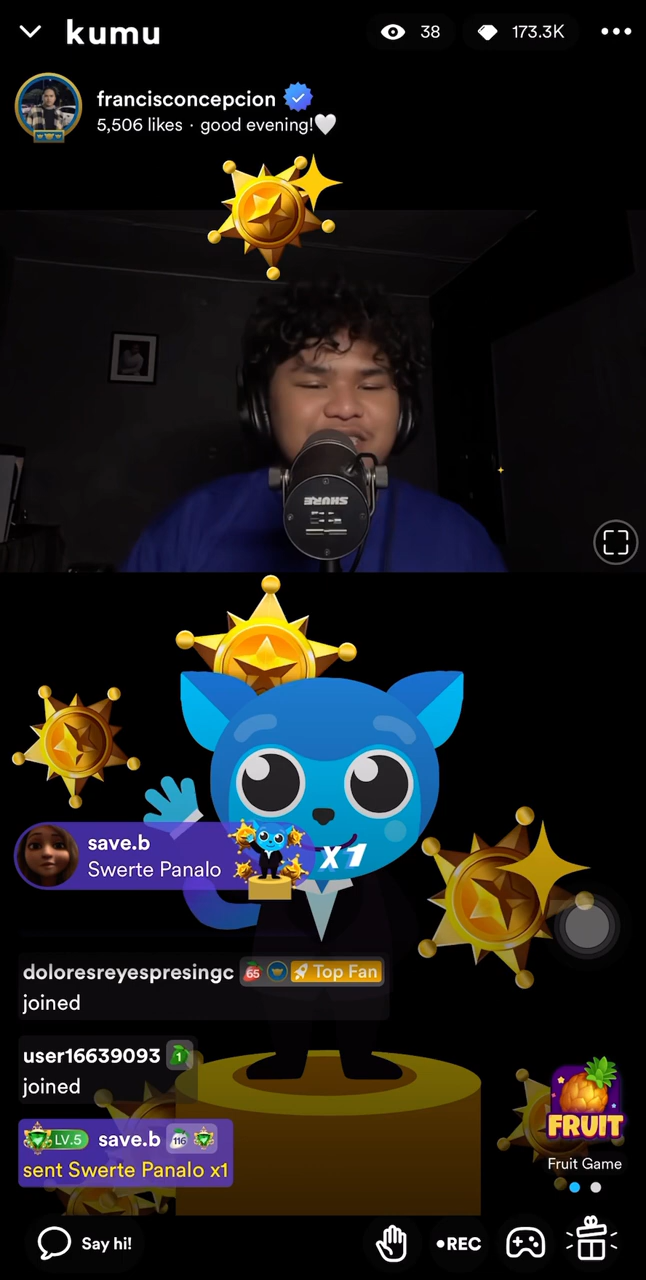 kumu
38
173.3K
francisconcepcion
5,506 likes · good evening!🤍
SHURE
save.b
Swerte Panalo
x1
doloresreyespresingc 65 Top Fan
joined
user16639093 1
joined
LV.5 save.b 116
sent Swerte Panalo x1
FRUIT
Fruit Game
Say hi!
•REC